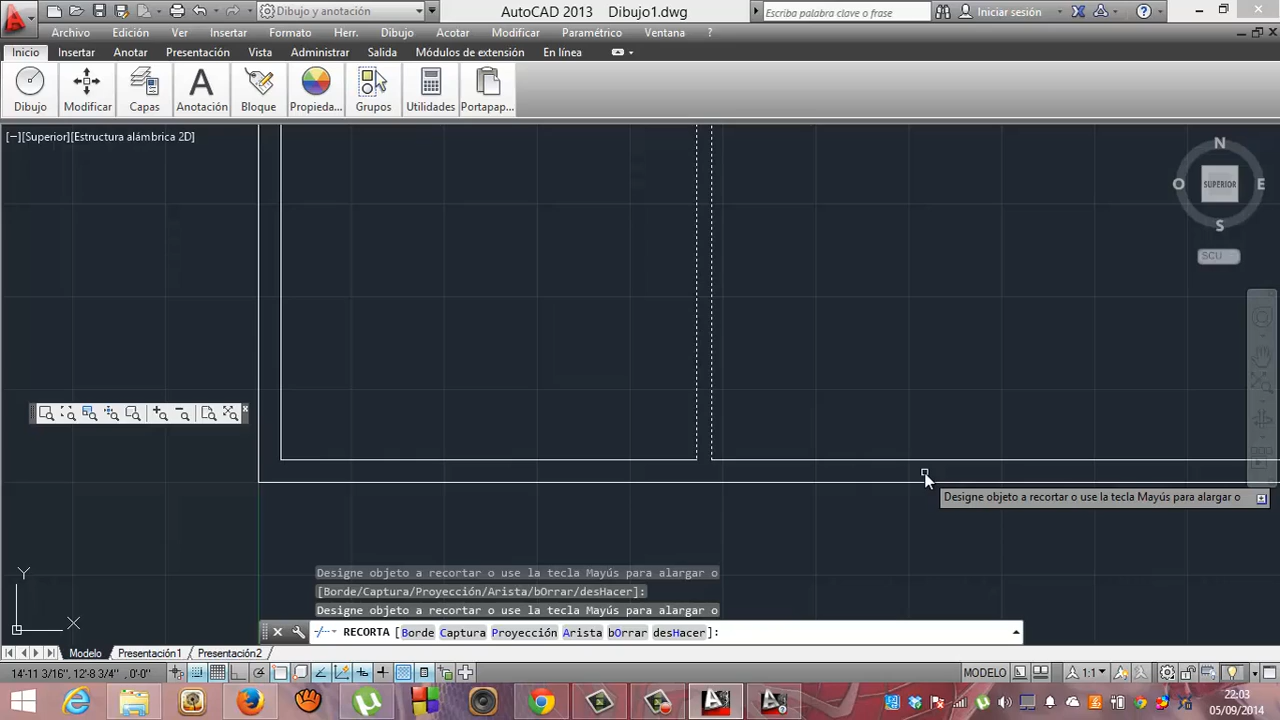 Dibujo y anotación
AutoCAD 2013 Dibujo1.dwg
Escriba palabra clave o frase
Iniciar sesión
Archivo Edición Ver Insertar Formato Herr. Dibujo Acotar Modificar Paramétrico Ventana ?
Inicio Insertar Anotar Presentación Vista Administrar Salida Módulos de extensión En línea
Dibujo Modificar Capas Anotación Bloque Propieda... Grupos Utilidades Portapap...
[−][Superior][Estructura alámbrica 2D]
N
O SUPERIOR E
S
SCU
Designe objeto a recortar o use la tecla Mayús para alargar o
Y
X
Designe objeto a recortar o use la tecla Mayús para alargar o
[Borde/Captura/Proyección/Arista/bOrrar/desHacer]:
Designe objeto a recortar o use la tecla Mayús para alargar o
RECORTA [Borde Captura Proyección Arista bOrrar desHacer]:
Modelo Presentación1 Presentación2
14'-11 3/16", 12'-8 3/4", 0'-0"
MODELO
1:1
22:03
05/09/2014